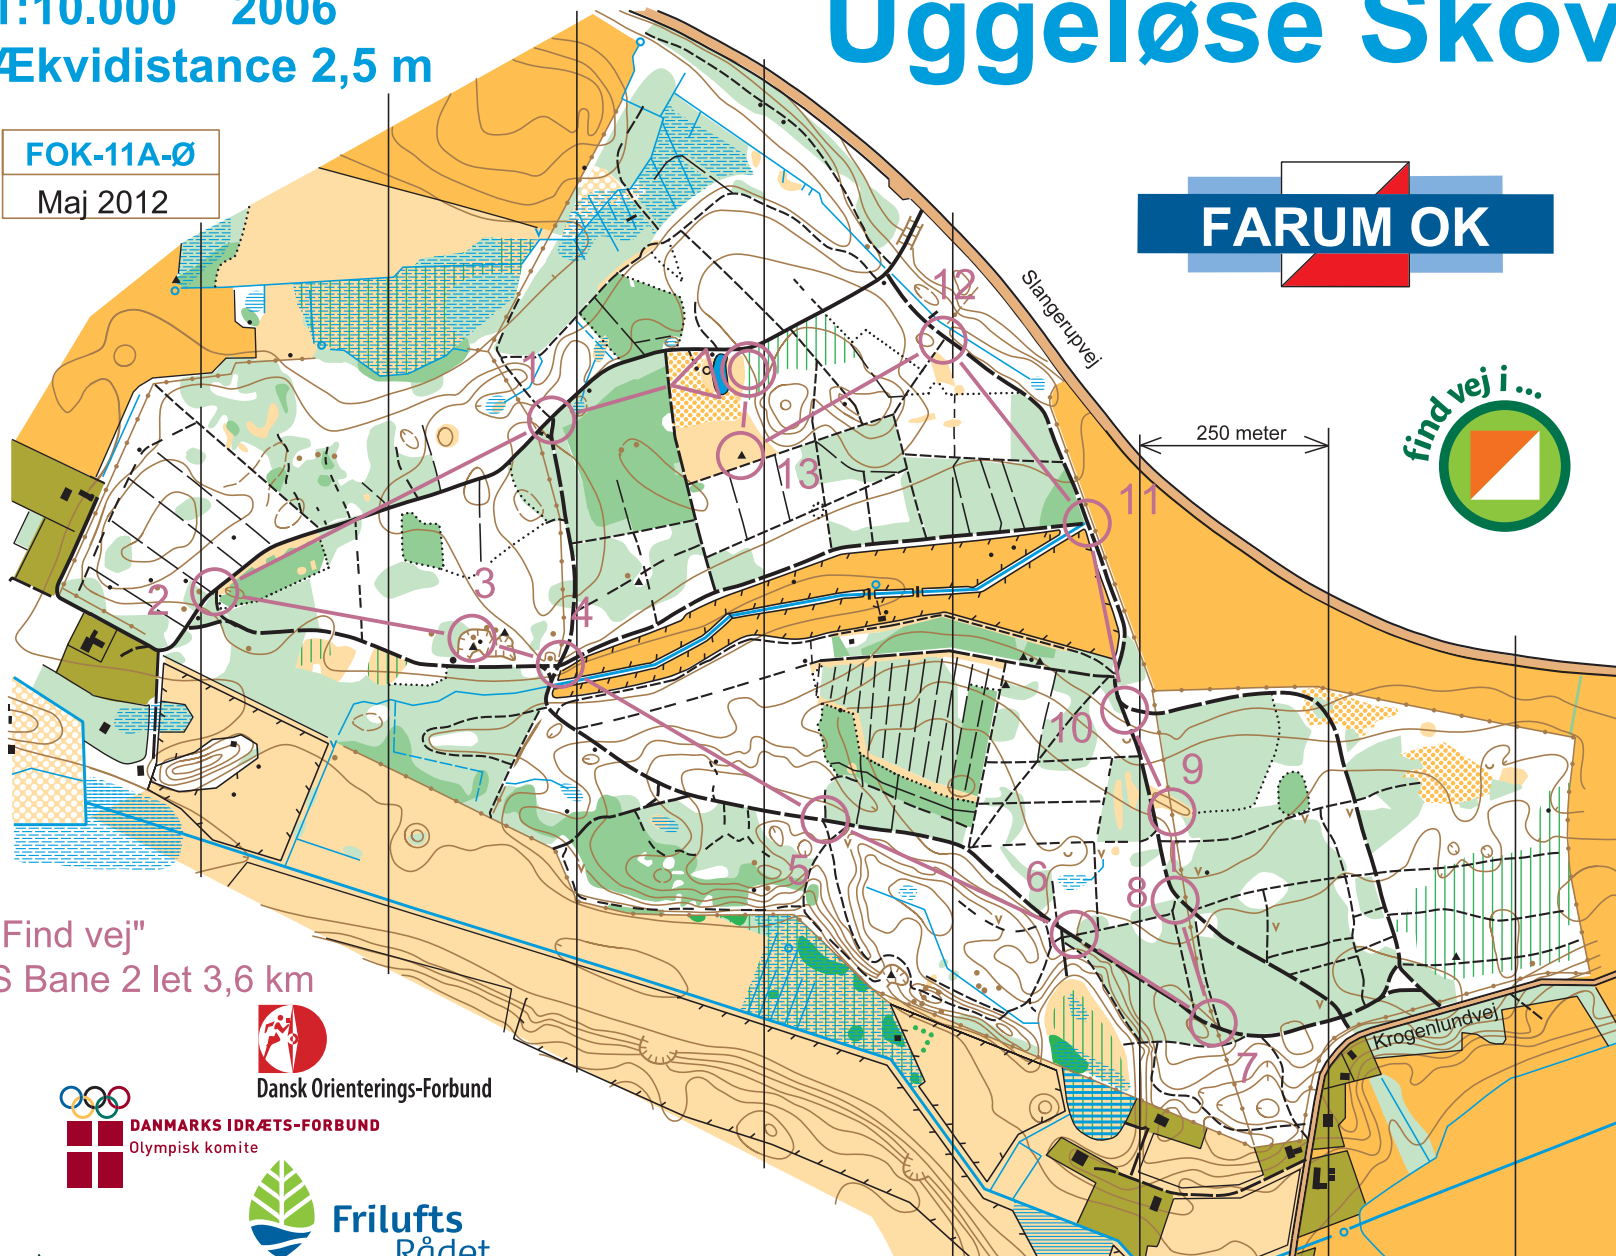 1:10.000 2006
Ækvidistance 2,5 m
Uggeløse Skov
FOK-11A-Ø
Maj 2012
FARUM OK
Slangerupvej
find vej i ...
250 meter
1
2
3
4
5
6
7
8
9
10
11
12
13
Krogenlundvej
"Find vej"
S Bane 2 let 3,6 km
Dansk Orienterings-Forbund
DANMARKS IDRÆTS-FORBUND
Olympisk komite
Frilufts
Rådet